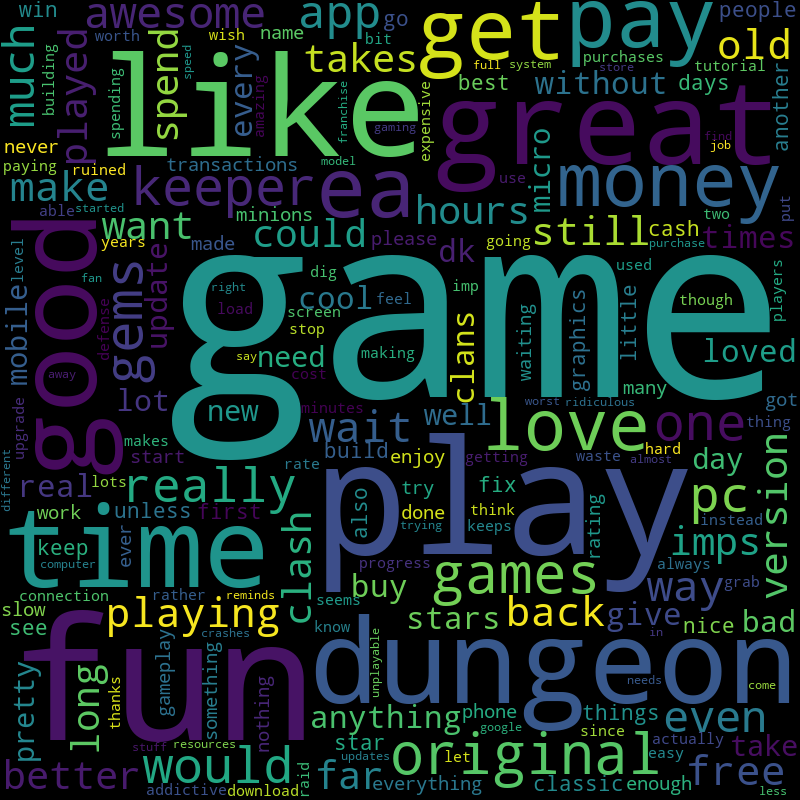 win
awesome
app
go
get
pay
people
worth
wish
bit
name
full
system
purchases
old
much
building
played
spending
spend
speed
like
every
takes
amazing
franchise
expensive
store
best
without
tutorial
days
another
never
paying
ruined
transactions
model
gaming
great
find
job
make
keeper
ea
use
micro
money
able
started
want
minions
hours
still
two
cash
put
years
made
could
please
dk
going
purchase
times
good
mobile
level
fan
gems
update
right
dig
imp
feel
used
players
defense
load
screen
cool
stop
game
clans
waiting
graphics
little
though
loved
away
say
need
making
many
upgrade
lot
new
cost
minutes
worst
ridiculous
got
thing
wait
well
love
one
makes
start
build
enjoy
getting
waste
hard
almost
day
different
real
lots
really
rate
play
try
fix
pc
version
work
unless
first
also
done
think
rating
instead
keep
ever
time
clash
trying
keeps
imps
computer
progress
games
always
connection
rather
reminds
buy
way
grab
slow
see
playing
seems
stars
back
give
nice
bad
crashes
know
in
fun
gameplay
something
unplayable
dungeon
needs
come
pretty
long
thanks
nothing
anything
phone
things
even
google
since
stuff
resources
star
original
actually
take
better
would
updates
let
easy
addictive
download
raid
far
everything
classic
enough
free
less